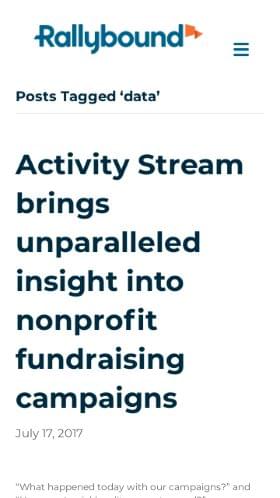 Rallybound
Posts Tagged ‘data’
Activity Stream
brings
unparalleled
insight into
nonprofit
fundraising
campaigns
July 17, 2017
“What happened today with our campaigns?” and